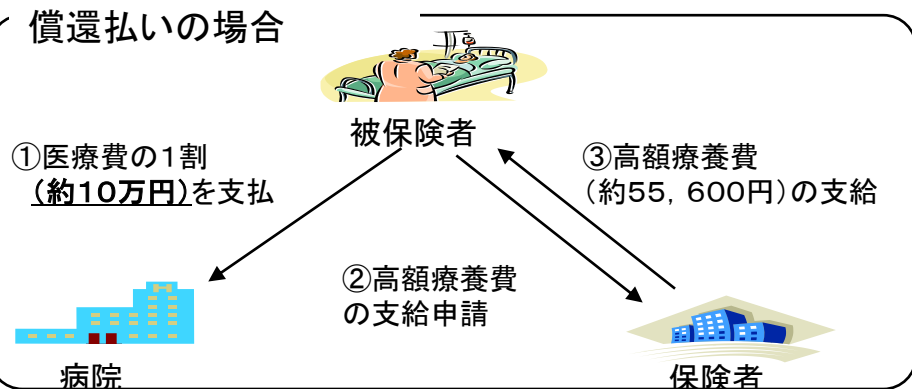 償還払いの場合
被保険者
①医療費の1割
(約10万円)を支払
③高額療養費
(約55,600円)の支給
②高額療養費
の支給申請
病院
保険者